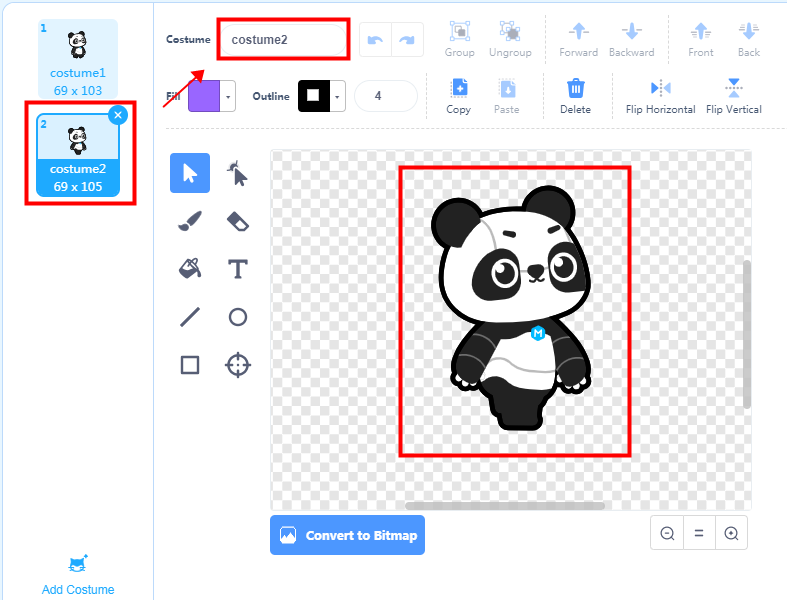 1
costume1
69 x 103
2
costume2
69 x 105
Add Costume
Costume
costume2
Group
Ungroup
Forward
Backward
Front
Back
Fill
Outline
4
Copy
Paste
Delete
Flip Horizontal
Flip Vertical
T
M
Convert to Bitmap